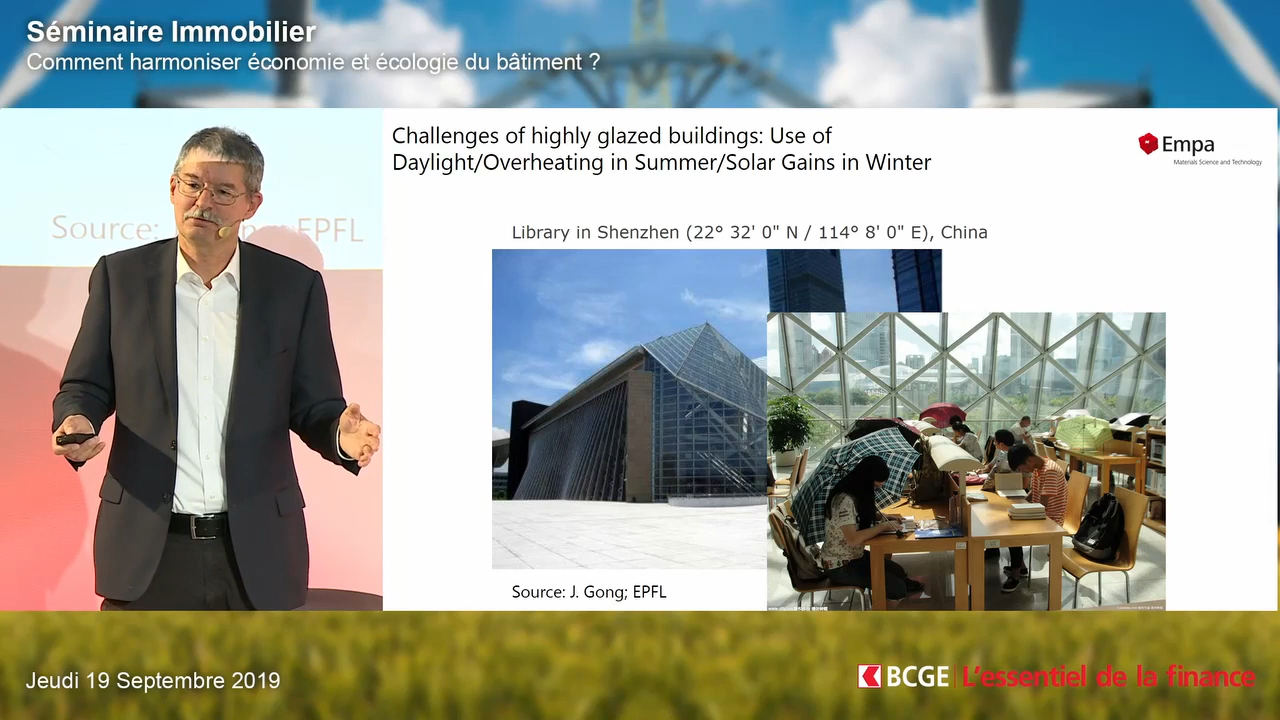 Séminaire Immobilier
Comment harmoniser économie et écologie du bâtiment ?
Challenges of highly glazed buildings: Use of
Daylight/Overheating in Summer/Solar Gains in Winter
Empa
Materials Science and Technology
Source:
EPFL
Library in Shenzhen (22° 32' 0" N / 114° 8' 0" E), China
Source: J. Gong; EPFL
Jeudi 19 Septembre 2019
BCGE
L'essentiel de la finance